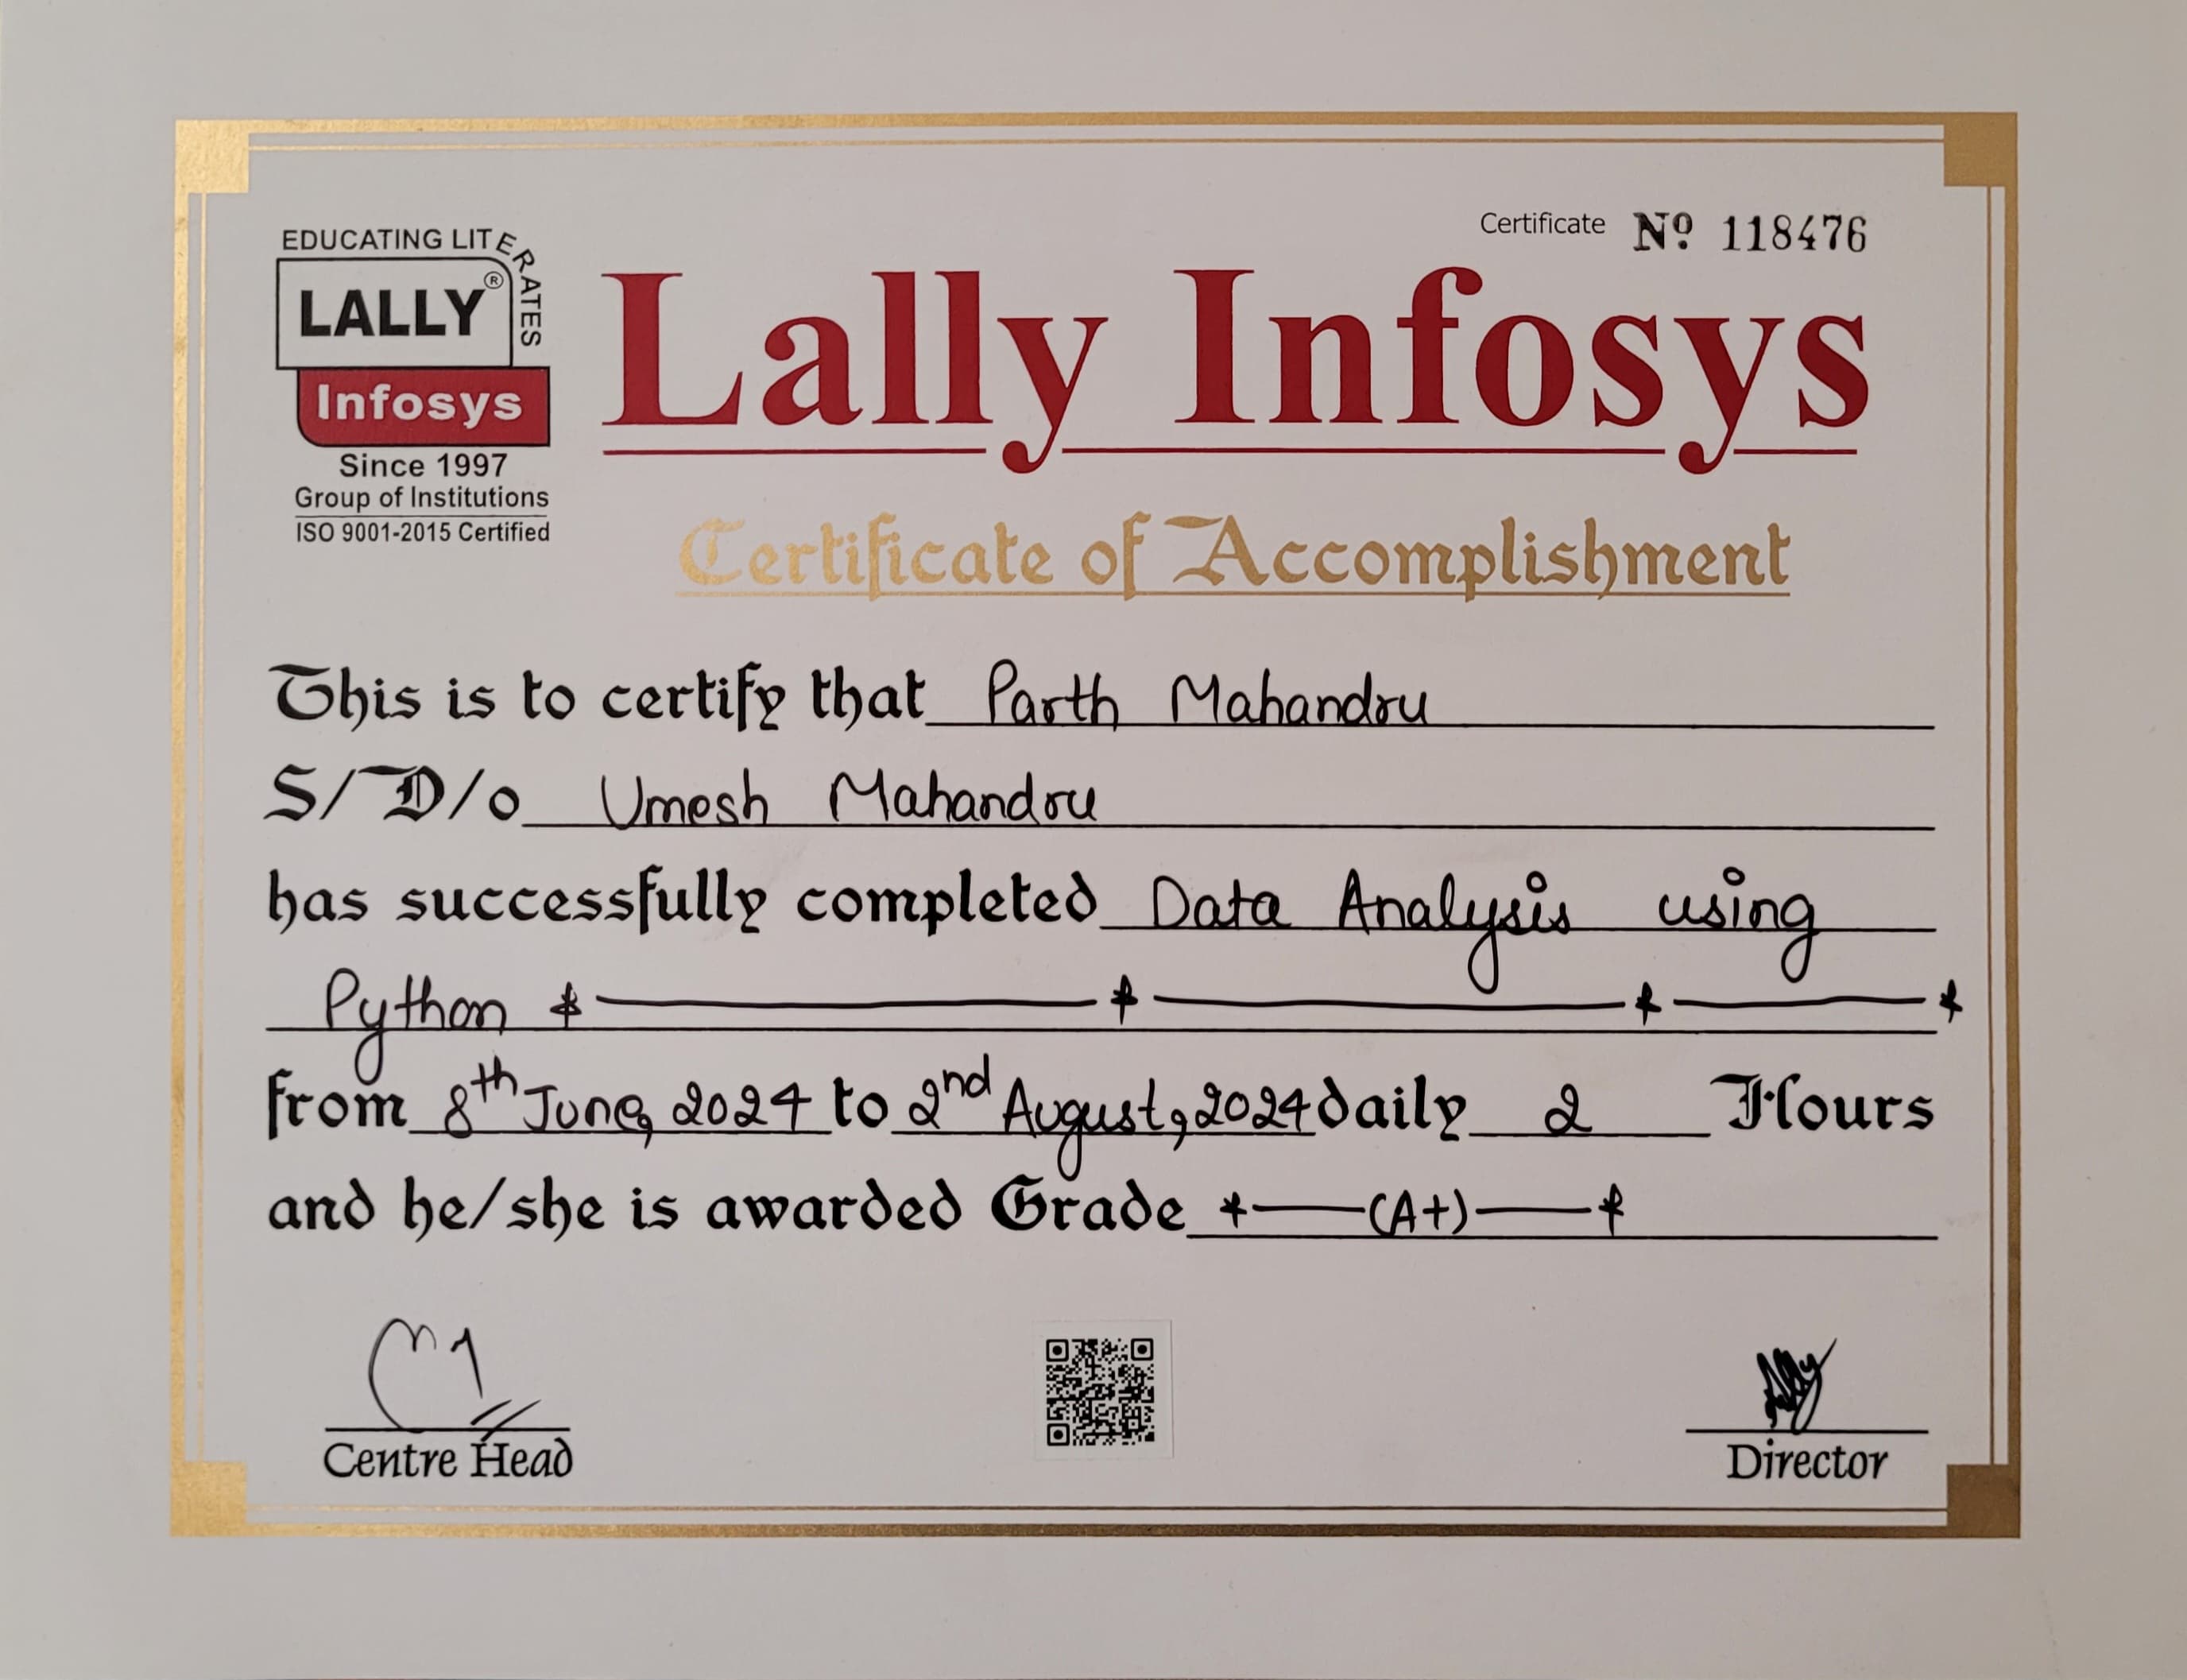 Certificate Nº 118476
EDUCATING LITERATES
LALLY®
Infosys
Since 1997
Group of Institutions
ISO 9001-2015 Certified
Lally Infosys
Certificate of Accomplishment
This is to certify that Parth Mahandru
S/D/o Umesh Mahandru
has successfully completed Data Analysis using
Python
from 8th June, 2024 to 2nd August, 2024 daily 2 Hours
and he/she is awarded Grade (A+)
Centre Head
Director